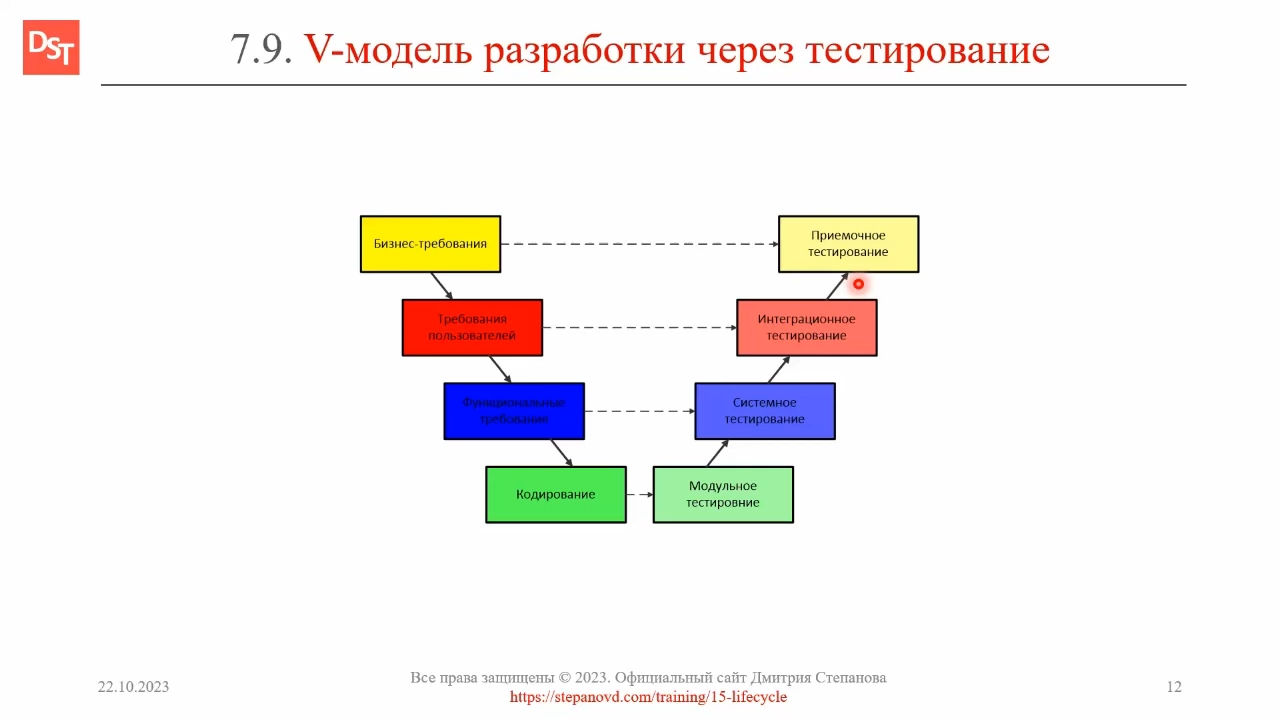 DST
7.9. V-модель разработки через тестирование
Бизнес-требования
Приемочное
тестирование
Требования
пользователей
Интеграционное
тестирование
Функциональные
требования
Системное
тестирование
Кодирование
Модульное
тестировние
22.10.2023
Все права защищены © 2023. Официальный сайт Дмитрия Степанова
https://stepanovd.com/training/15-lifecycle
12